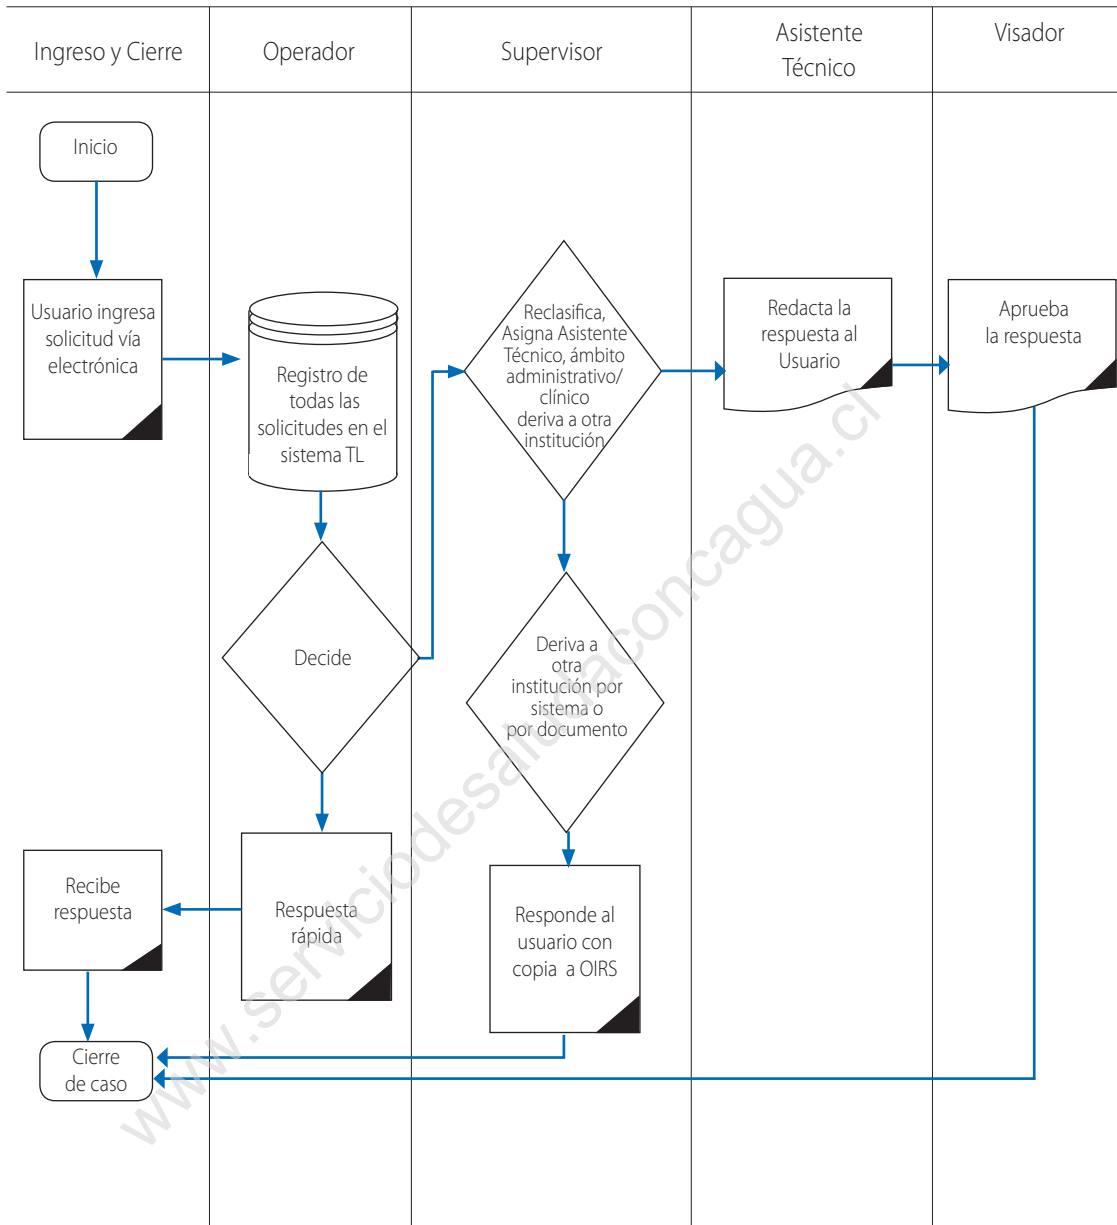 Ingreso y Cierre
Operador
Supervisor
Asistente
Técnico
Visador
Inicio
Usuario ingresa
solicitud vía
electrónica
Registro de
todas las
solicitudes en el
sistema TL
Reclasifica,
Asigna Asistente
Técnico, ámbito
administrativo/
clínico
deriva a otra
institución
Redacta la
respuesta al
Usuario
Aprueba
la respuesta
Decide
Deriva a
otra
institución por
sistema o
por documento
Recibe
respuesta
Respuesta
rápida
Responde al
usuario con
copia a OIRS
Cierre
de caso
www.serviciodesaludaconcagua.cl